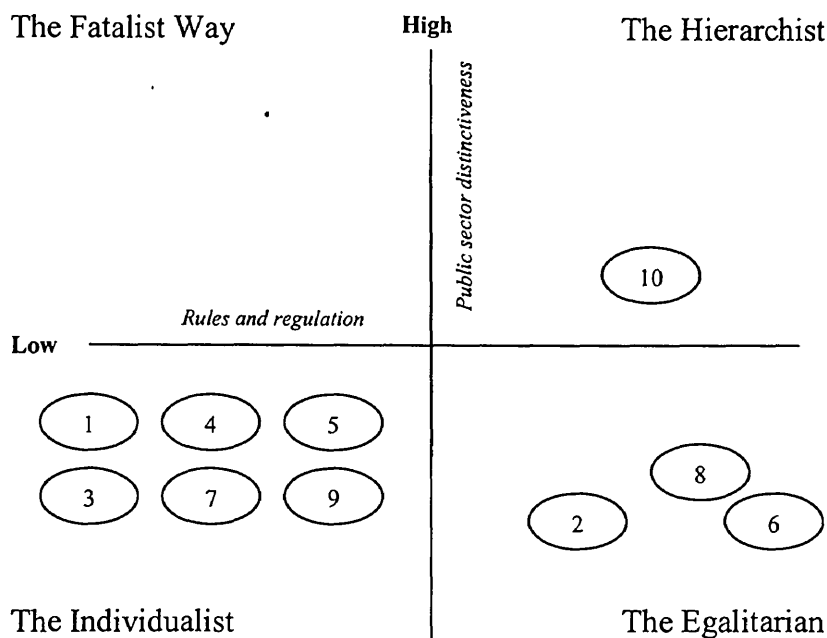 The Fatalist Way
High
The Hierarchist
Public sector distinctiveness
10
Rules and regulation
Low
1
4
5
3
7
9
8
2
6
The Individualist
The Egalitarian